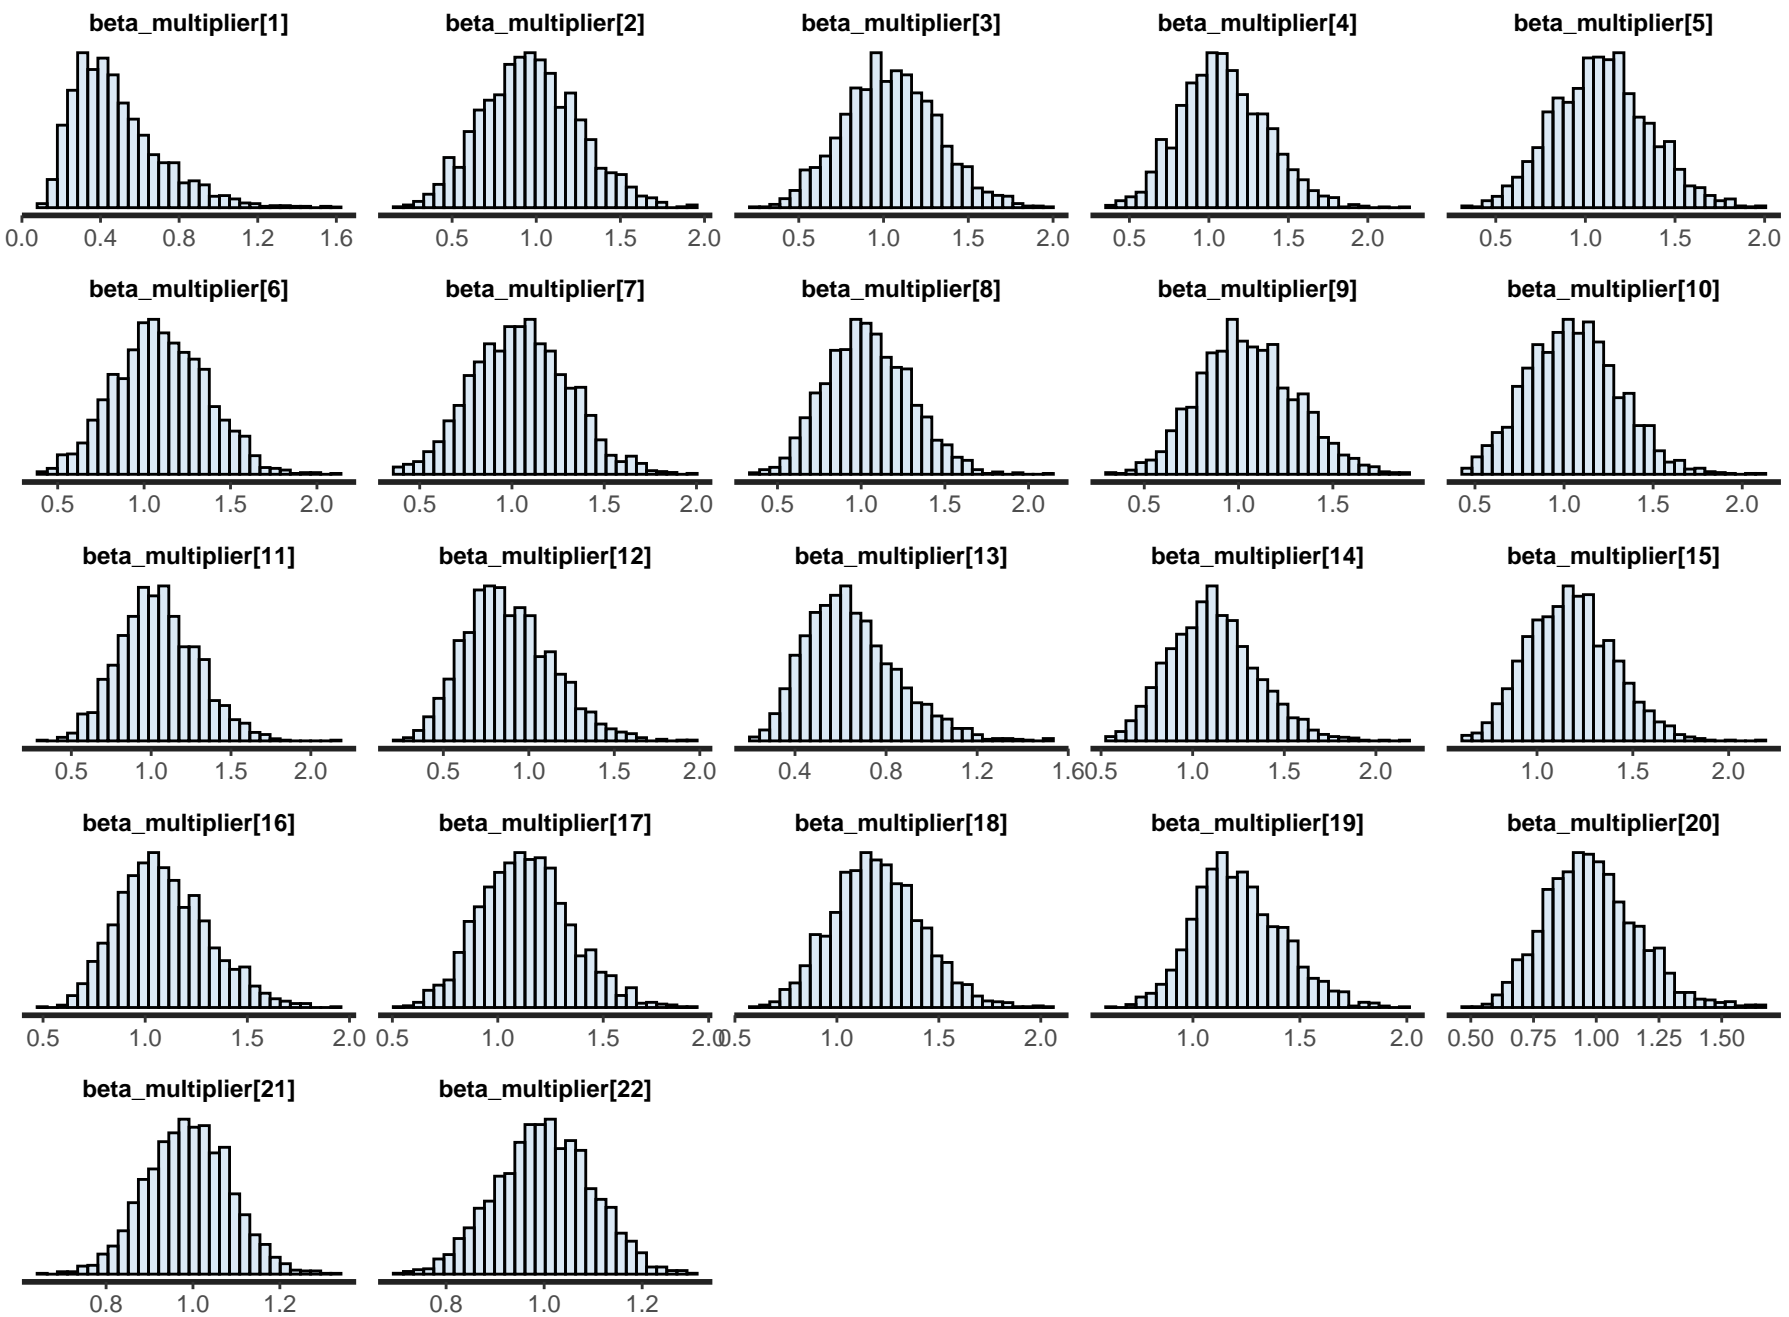 beta_multiplier[1] beta_multiplier[2] beta_multiplier[3] beta_multiplier[4] beta_multiplier[5]
0.0 0.4 0.8 1.2 1.6 0.5 1.0 1.5 2.0 0.5 1.0 1.5 2.0 0.5 1.0 1.5 2.0 0.5 1.0 1.5 2.0
beta_multiplier[6] beta_multiplier[7] beta_multiplier[8] beta_multiplier[9] beta_multiplier[10]
0.5 1.0 1.5 2.0 0.5 1.0 1.5 2.0 0.5 1.0 1.5 2.0 0.5 1.0 1.5 0.5 1.0 1.5 2.0
beta_multiplier[11] beta_multiplier[12] beta_multiplier[13] beta_multiplier[14] beta_multiplier[15]
0.5 1.0 1.5 2.0 0.5 1.0 1.5 2.0 0.4 0.8 1.2 1.6 0.5 1.0 1.5 2.0 1.0 1.5 2.0
beta_multiplier[16] beta_multiplier[17] beta_multiplier[18] beta_multiplier[19] beta_multiplier[20]
0.5 1.0 1.5 2.0 0.5 1.0 1.5 2.0 0.5 1.0 1.5 2.0 1.0 1.5 2.0 0.50 0.75 1.00 1.25 1.50
beta_multiplier[21] beta_multiplier[22]
0.8 1.0 1.2 0.8 1.0 1.2